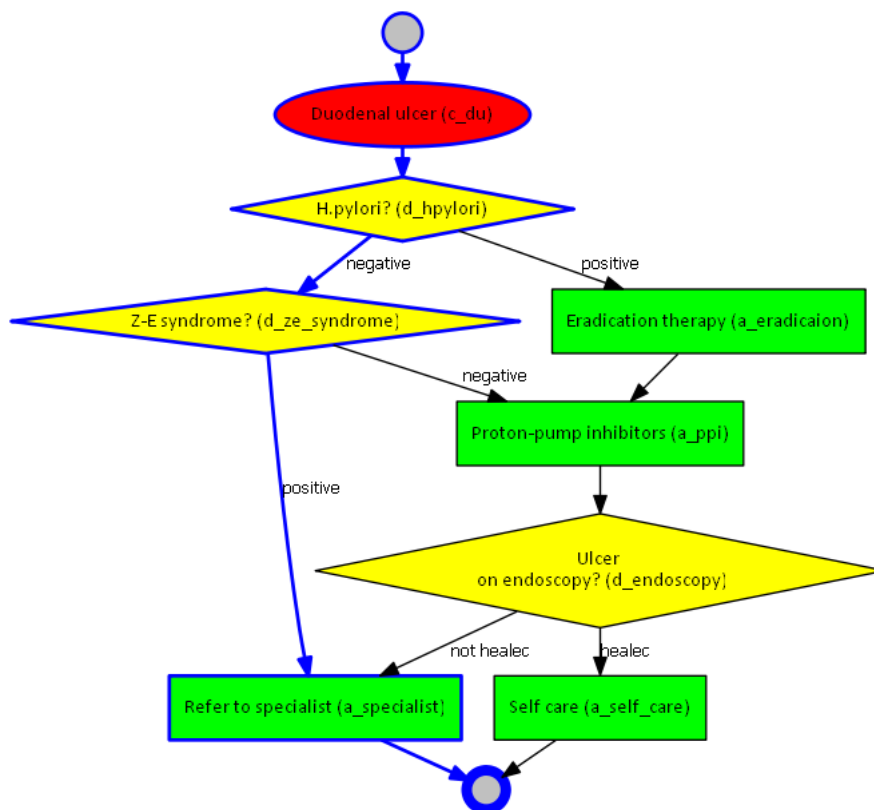 Duodenal ulcer (c_du)
H.pylori? (d_hpylori)
negative
positive
Z-E syndrome? (d_ze_syndrome)
Eradication therapy (a_eradicaion)
negative
Proton-pump inhibitors (a_ppi)
positive
Ulcer
on endoscopy? (d_endoscopy)
not healec
healec
Refer to specialist (a_specialist)
Self care (a_self_care)